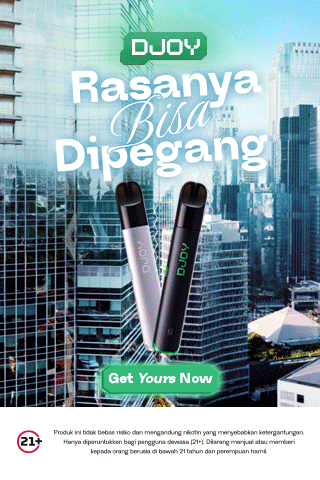 DJOY
Rasanya
Bisa
Dipegang
DJOY
DJOY
Get Yours Now
21+
Produk ini tidak bebas risiko dan mengandung nikotin yang menyebabkan ketergantungan.
Hanya diperuntukkan bagi pengguna dewasa (21+). Dilarang menjual atau memberi
kepada orang berusia di bawah 21 tahun dan perempuan hamil.